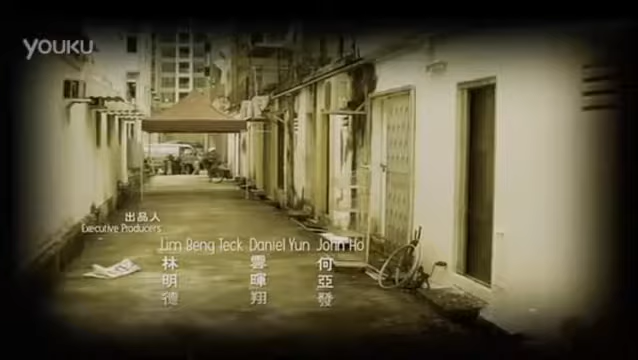 YOUKU
出品人
Executive Producers
Lim Beng Teck Daniel Yun John Ho
林明德
雲暉翔
何亞發